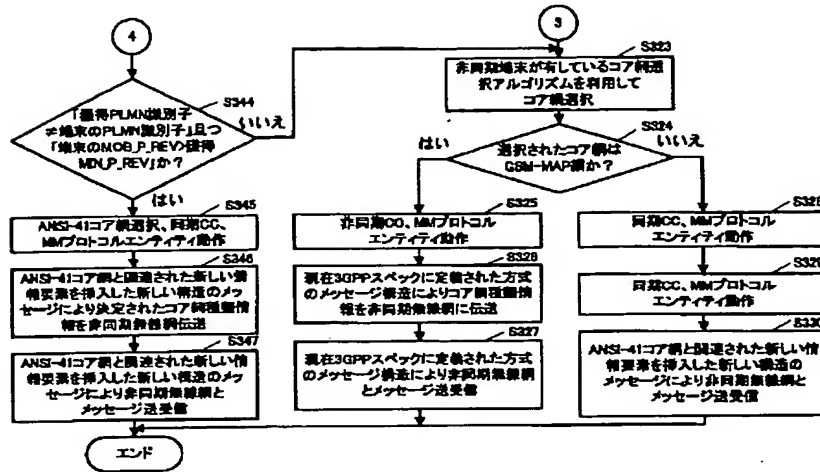 4
3
S344
「獲得PLMN識別子
≠端末のPLMN識別子」且つ
「端末のMOB_P_REV>獲得
MIN_P_REV」か？
いいえ
はい
S323
非同期端末が有しているコア網選
択アルゴリズムを利用して
コア網選択
S324
選択されたコア網は
GSM-MAP網か？
はい
いいえ
S345
ANSI-41コア網選択、同期CC、
MMプロトコルエンティティ動作
S346
ANSI-41コア網と関連された新しい情
報要素を挿入した新しい構造のメッ
セージにより決定されたコア網種類情
報を非同期無線網伝送
S347
ANSI-41コア網と関連された新しい情
報要素を挿入した新しい構造のメッ
セージにより非同期無線網と
メッセージ送受信
エンド
S325
非同期CC、MMプロトコル
エンティティ動作
S326
現在3GPPスペックに定義された方式
のメッセージ構造によりコア網種類情
報を非同期無線網に伝送
S327
現在3GPPスペックに定義された方式
のメッセージ構造により非同期無線網
とメッセージ送受信
同期CC、MMプロトコル
エンティティ動作
S329
同期CC、MMプロトコル
エンティティ動作
S330
ANSI-41コア網と関連された新しい情
報要素を挿入した新しい構造の
メッセージにより非同期無線網と
メッセージ送受信